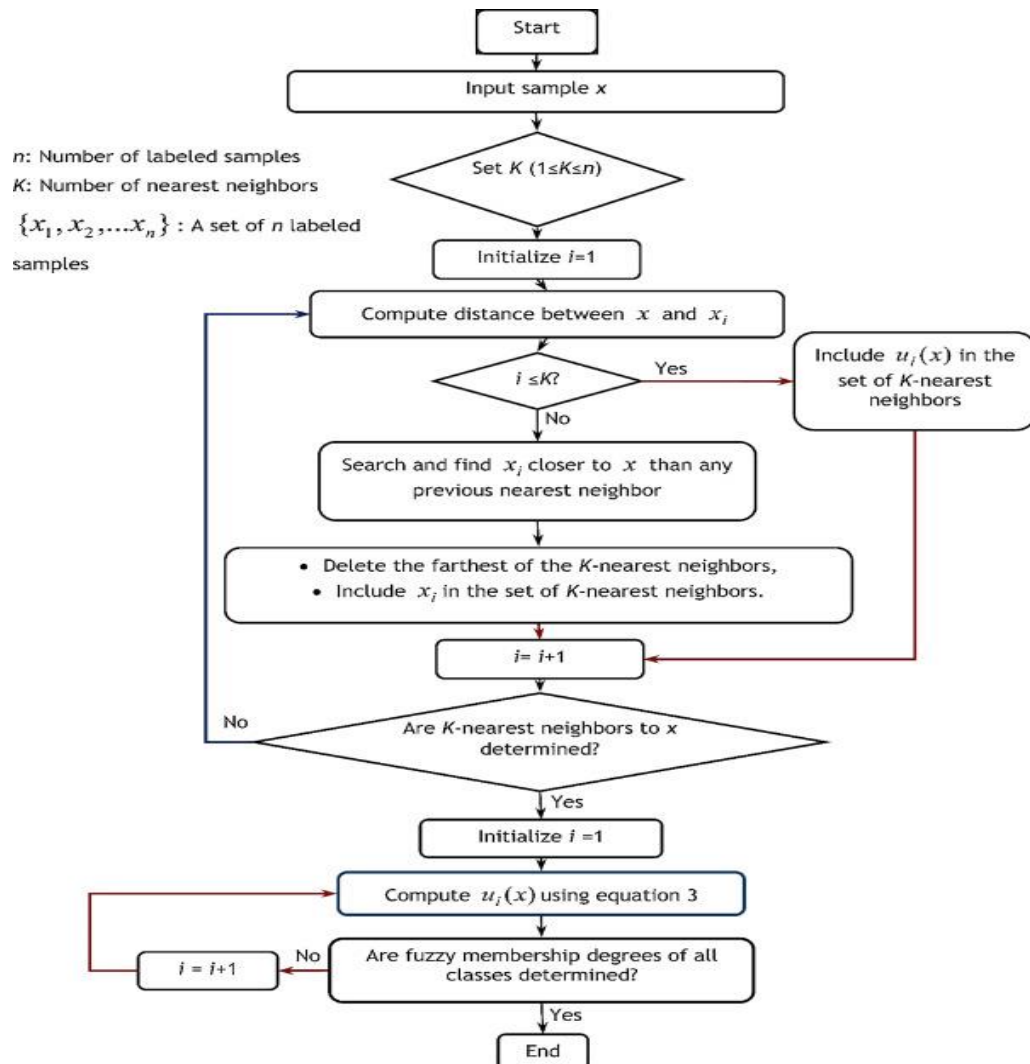 Start
Input sample x
n: Number of labeled samples
K: Number of nearest neighbors
{x₁, x₂,...xₙ} : A set of n labeled
samples
Set K (1≤K≤n)
Initialize i=1
Compute distance between x and xᵢ
i ≤K?
Yes
Include uᵢ(x) in the
set of K-nearest
neighbors
No
Search and find xᵢ closer to x than any
previous nearest neighbor
• Delete the farthest of the K-nearest neighbors,
• Include xᵢ in the set of K-nearest neighbors.
i= i+1
No
Are K-nearest neighbors to x
determined?
Yes
Initialize i =1
Compute uᵢ(x) using equation 3
Are fuzzy membership degrees of all
classes determined?
No
i = i+1
Yes
End